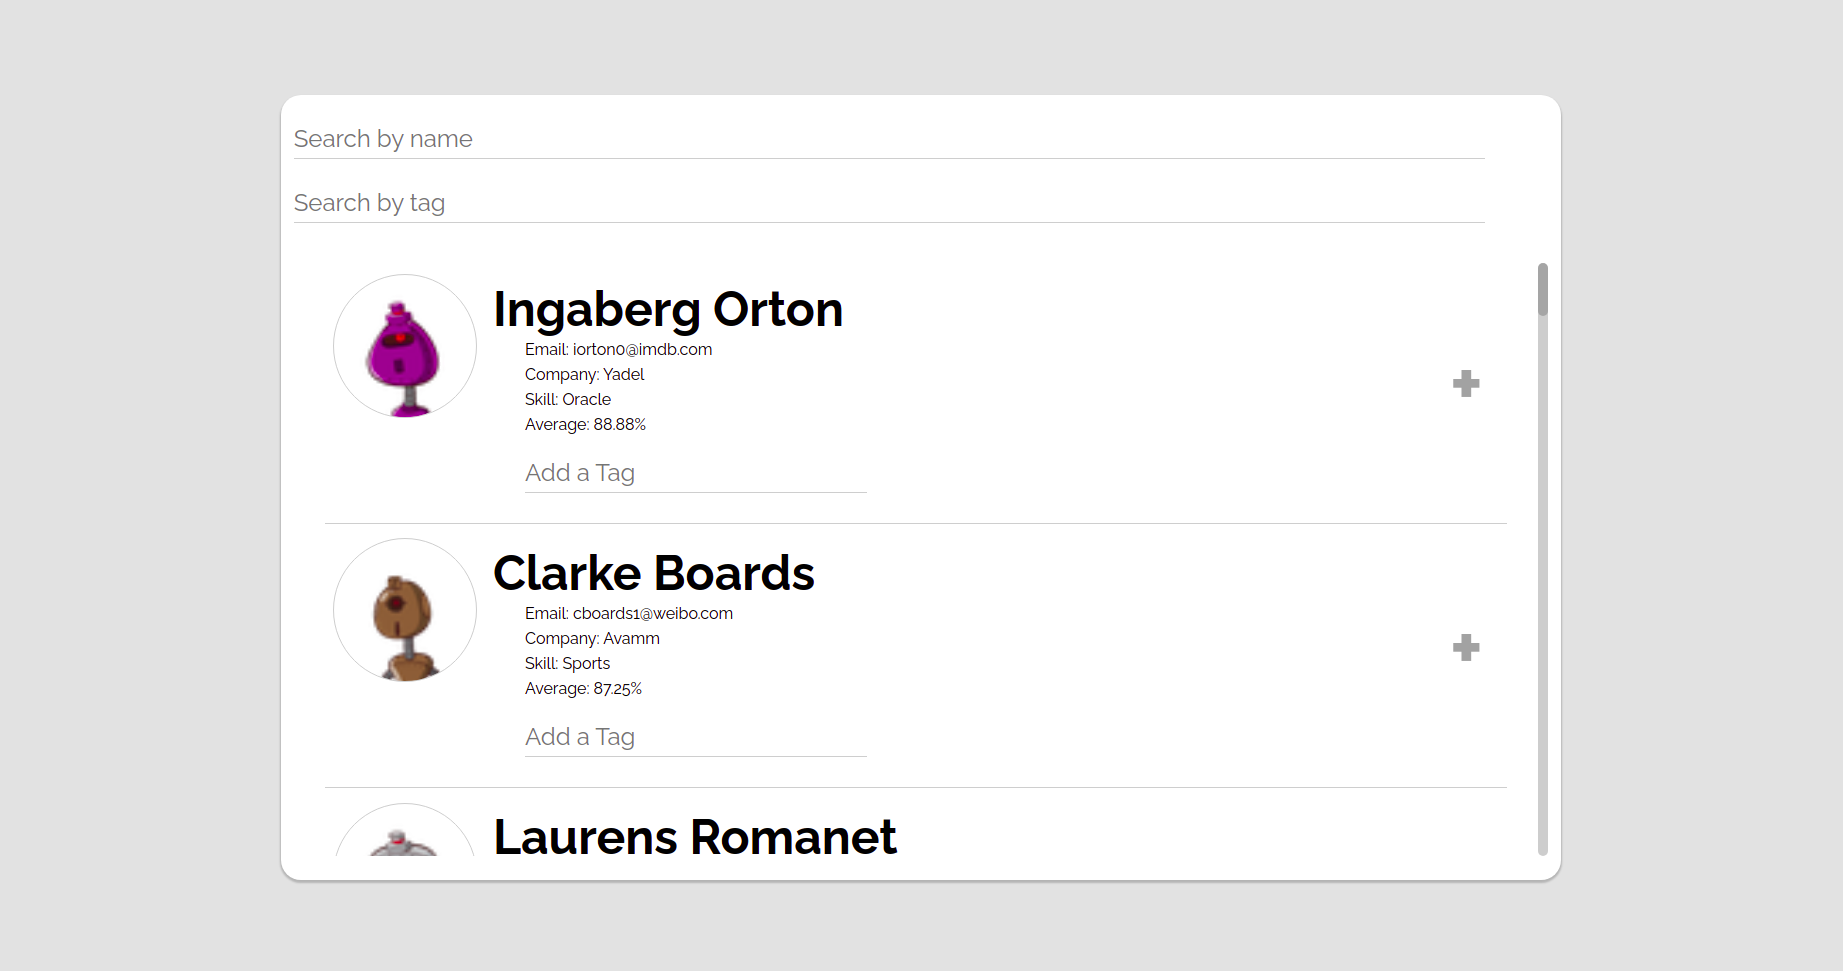 Search by name
Search by tag
Ingaberg Orton
Email: iorton0@imdb.com
Company: Yadel
Skill: Oracle
Average: 88.88%
Add a Tag
Clarke Boards
Email: cboards1@weibo.com
Company: Avamm
Skill: Sports
Average: 87.25%
Add a Tag
Laurens Romanet